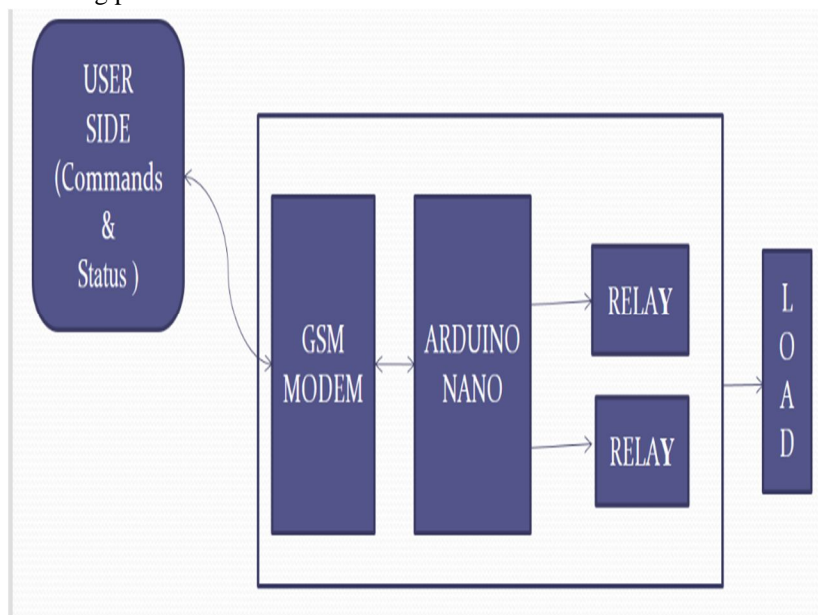 USER
SIDE
(Commands
&
Status )
GSM
MODEM
ARDUINO
NANO
RELAY
RELAY
L
O
A
D